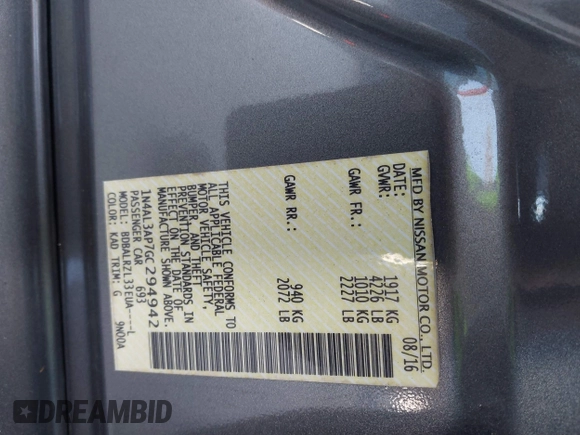 MFD BY NISSAN MOTOR CO., LTD.
DATE: 08/16
GVWR: 1917 KG
4226 LB
GAWR FR.: 1010 KG
2227 LB
GAWR RR.: 940 KG
2072 LB
THIS VEHICLE CONFORMS TO
ALL APPLICABLE FEDERAL
MOTOR VEHICLE SAFETY,
BUMPER, AND THEFT
PREVENTION STANDARDS IN
EFFECT ON THE DATE OF
MANUFACTURE SHOWN ABOVE.
1N4AL3AP7GC294942
PASSENGER CAR 693
MODEL: BDBALRZL33EUA----L
COLOR: KAD TRIM: G 9N00A
DREAMBID